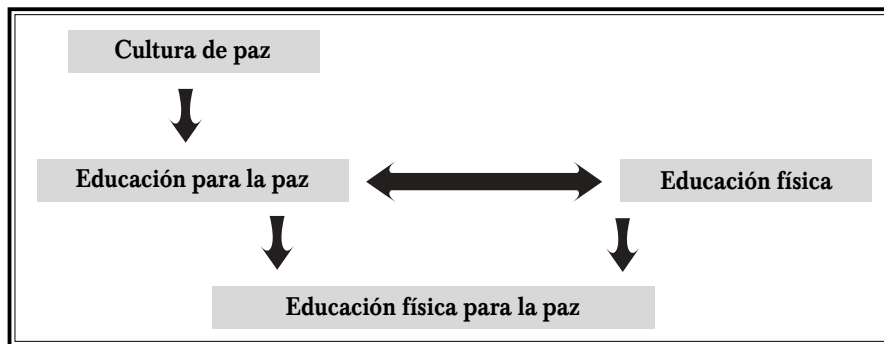 Cultura de paz
Educación para la paz
Educación física
Educación física para la paz